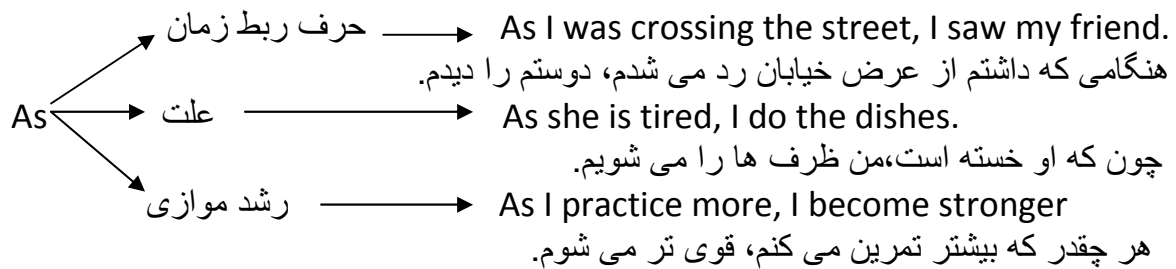 حرف ربط زمان As I was crossing the street, I saw my friend.
هنگامی که داشتم از عرض خیابان رد می شدم، دوستم را دیدم.
As علت As she is tired, I do the dishes.
چون که او خسته است،من ظرف ها را می شویم.
رشد موازی As I practice more, I become stronger
هر چقدر که بیشتر تمرین می کنم، قوی تر می شوم.